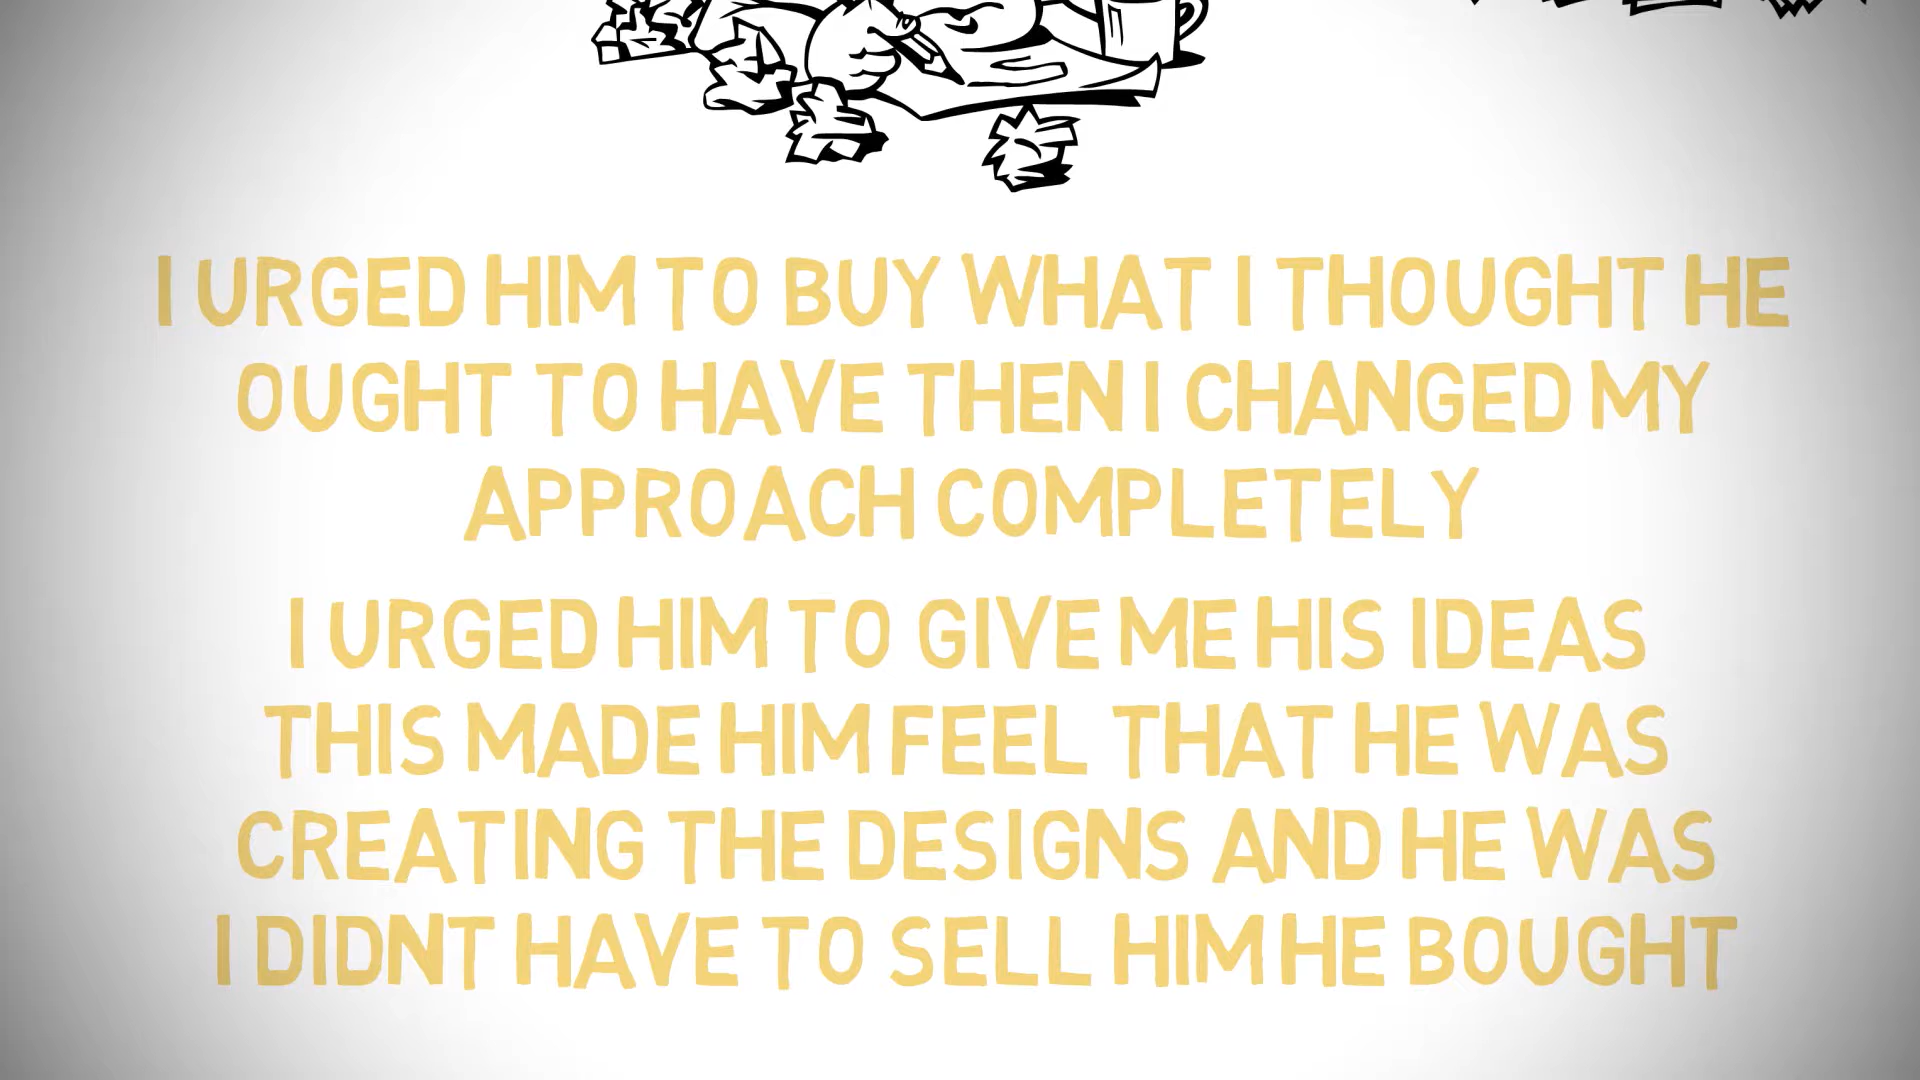 I URGED HIM TO BUY WHAT I THOUGHT HE
OUGHT TO HAVE THEN I CHANGED MY
APPROACH COMPLETELY
I URGED HIM TO GIVE ME HIS IDEAS
THIS MADE HIM FEEL THAT HE WAS
CREATING THE DESIGNS AND HE WAS
I DIDNT HAVE TO SELL HIM HE BOUGHT